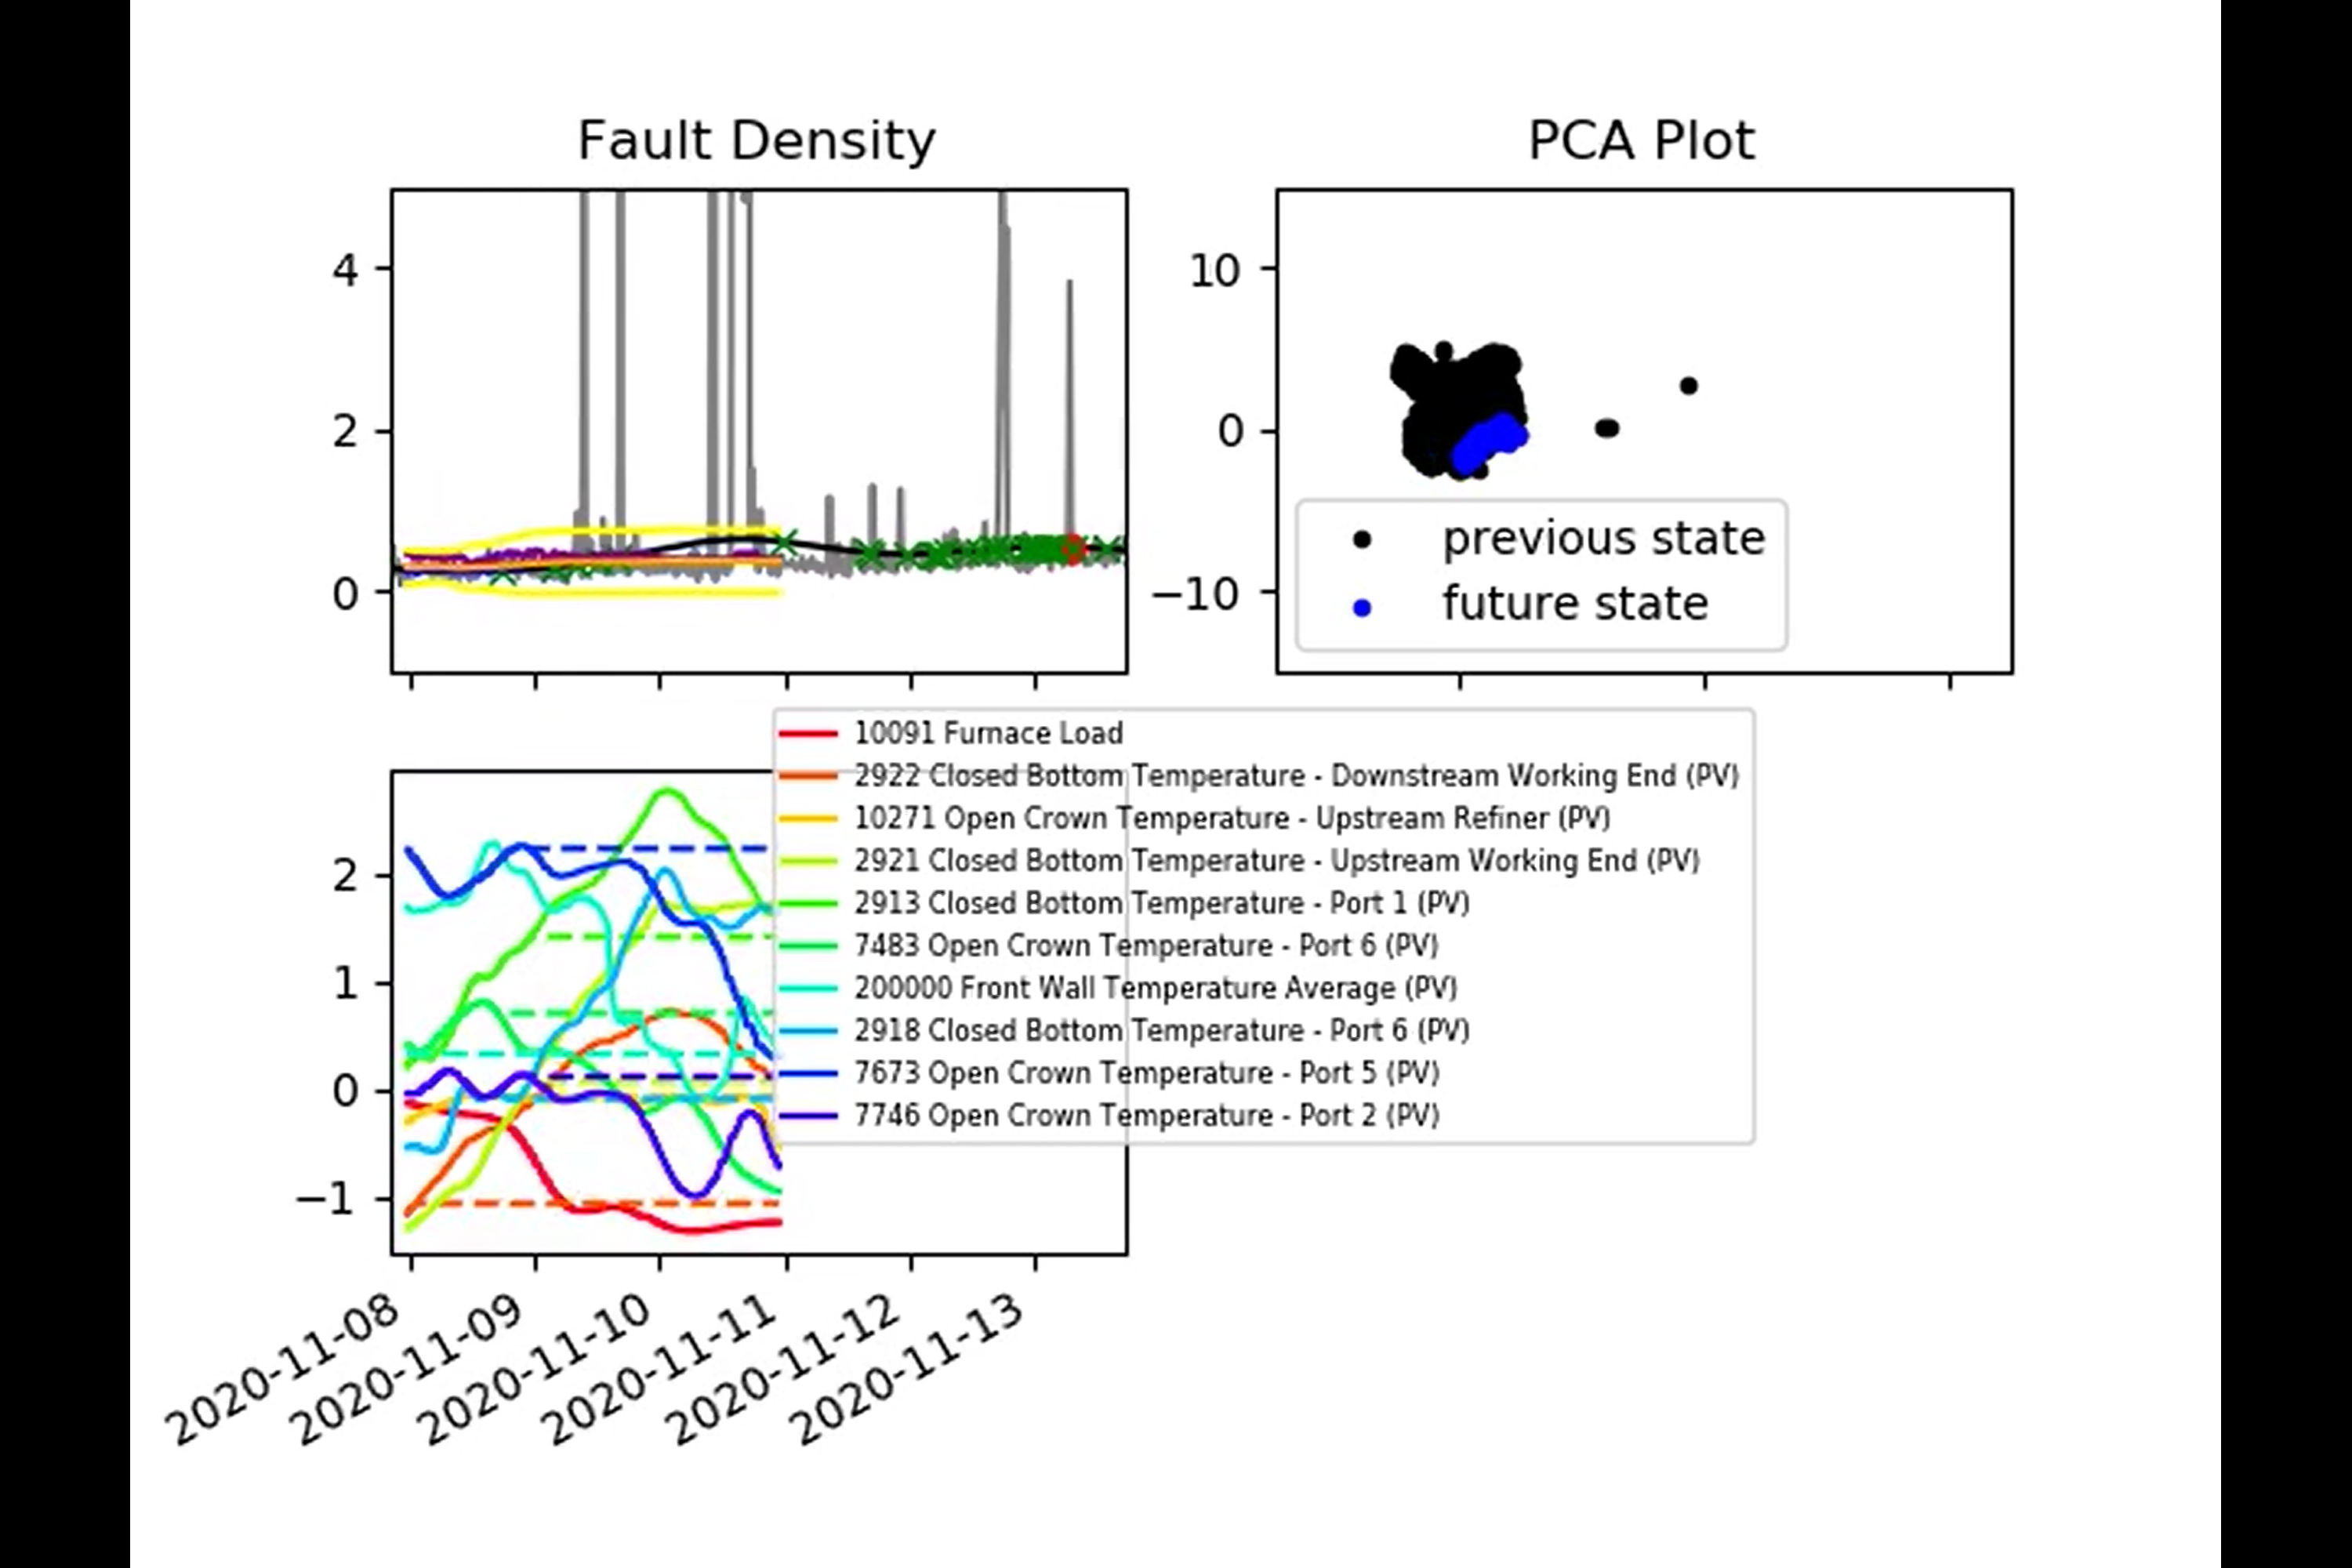 Fault Density
PCA Plot
4
2
0
10
0
−10
previous state
future state
10091 Furnace Load
2922 Closed Bottom Temperature - Downstream Working End (PV)
10271 Open Crown Temperature - Upstream Refiner (PV)
2921 Closed Bottom Temperature - Upstream Working End (PV)
2913 Closed Bottom Temperature - Port 1 (PV)
7483 Open Crown Temperature - Port 6 (PV)
200000 Front Wall Temperature Average (PV)
2918 Closed Bottom Temperature - Port 6 (PV)
7673 Open Crown Temperature - Port 5 (PV)
7746 Open Crown Temperature - Port 2 (PV)
2
1
0
−1
2020-11-08
2020-11-09
2020-11-10
2020-11-11
2020-11-12
2020-11-13